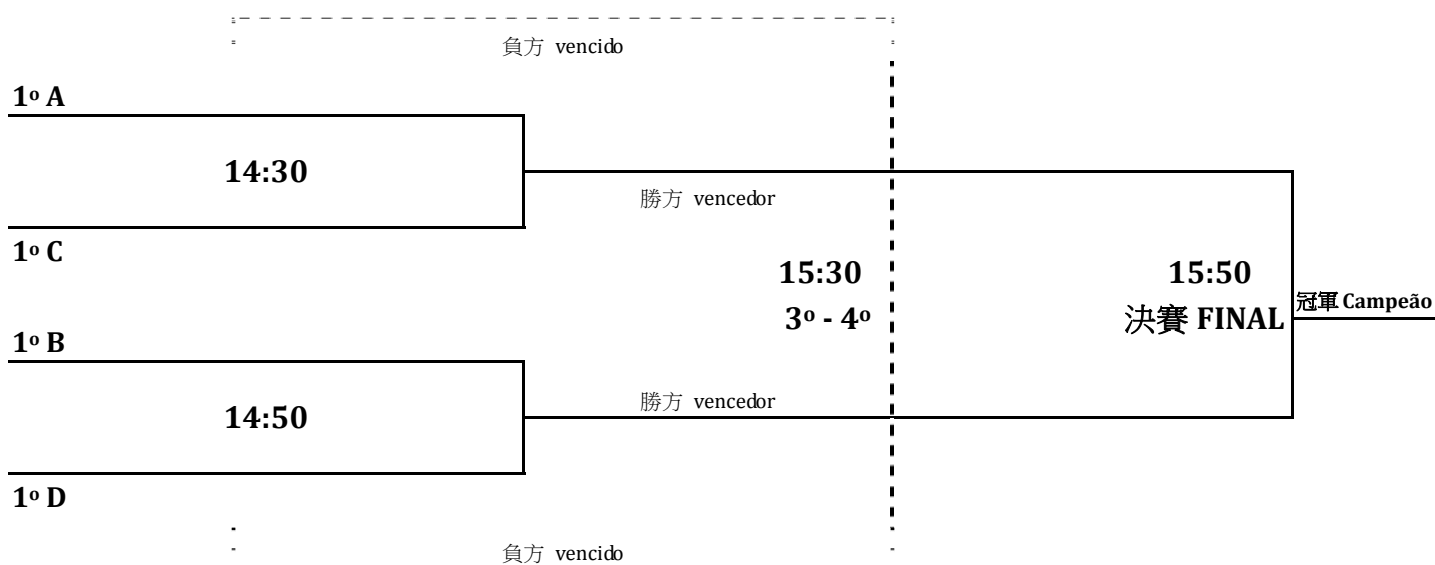 負方 vencido
1º A
14:30
勝方 vencedor
1º C
15:30
15:50
3º - 4º
決賽 FINAL
冠軍 Campeão
1º B
14:50
勝方 vencedor
1º D
負方 vencido